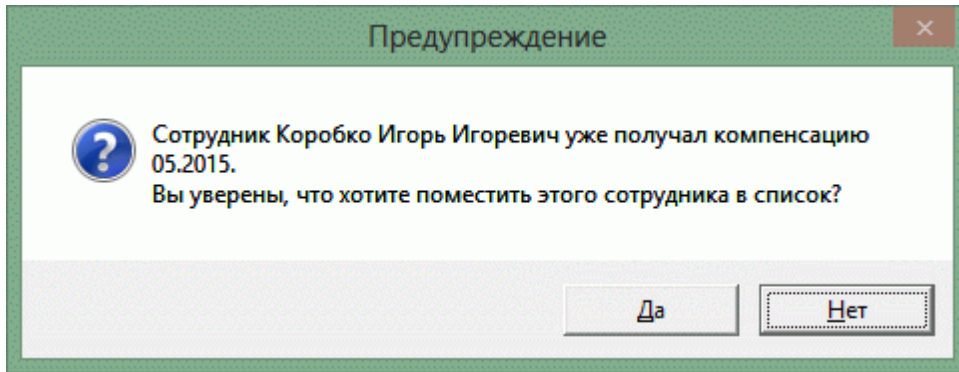 Предупреждение
Сотрудник Коробко Игорь Игоревич уже получал компенсацию
05.2015.
Вы уверены, что хотите поместить этого сотрудника в список?
Да
Нет